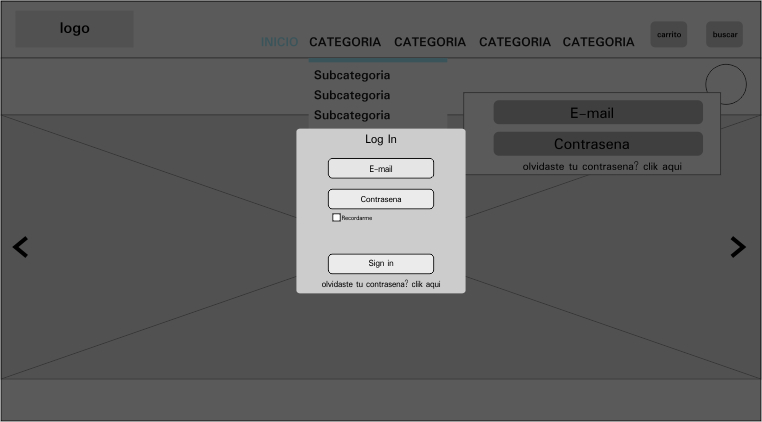 logo
INICIO CATEGORIA CATEGORIA CATEGORIA CATEGORIA
carrito
buscar
Subcategoria
Subcategoria
Subcategoria
E-mail
Contrasena
olvidaste tu contrasena? clik aqui
Log In
E-mail
Contrasena
Recordarme
Sign in
olvidaste tu contrasena? clik aqui